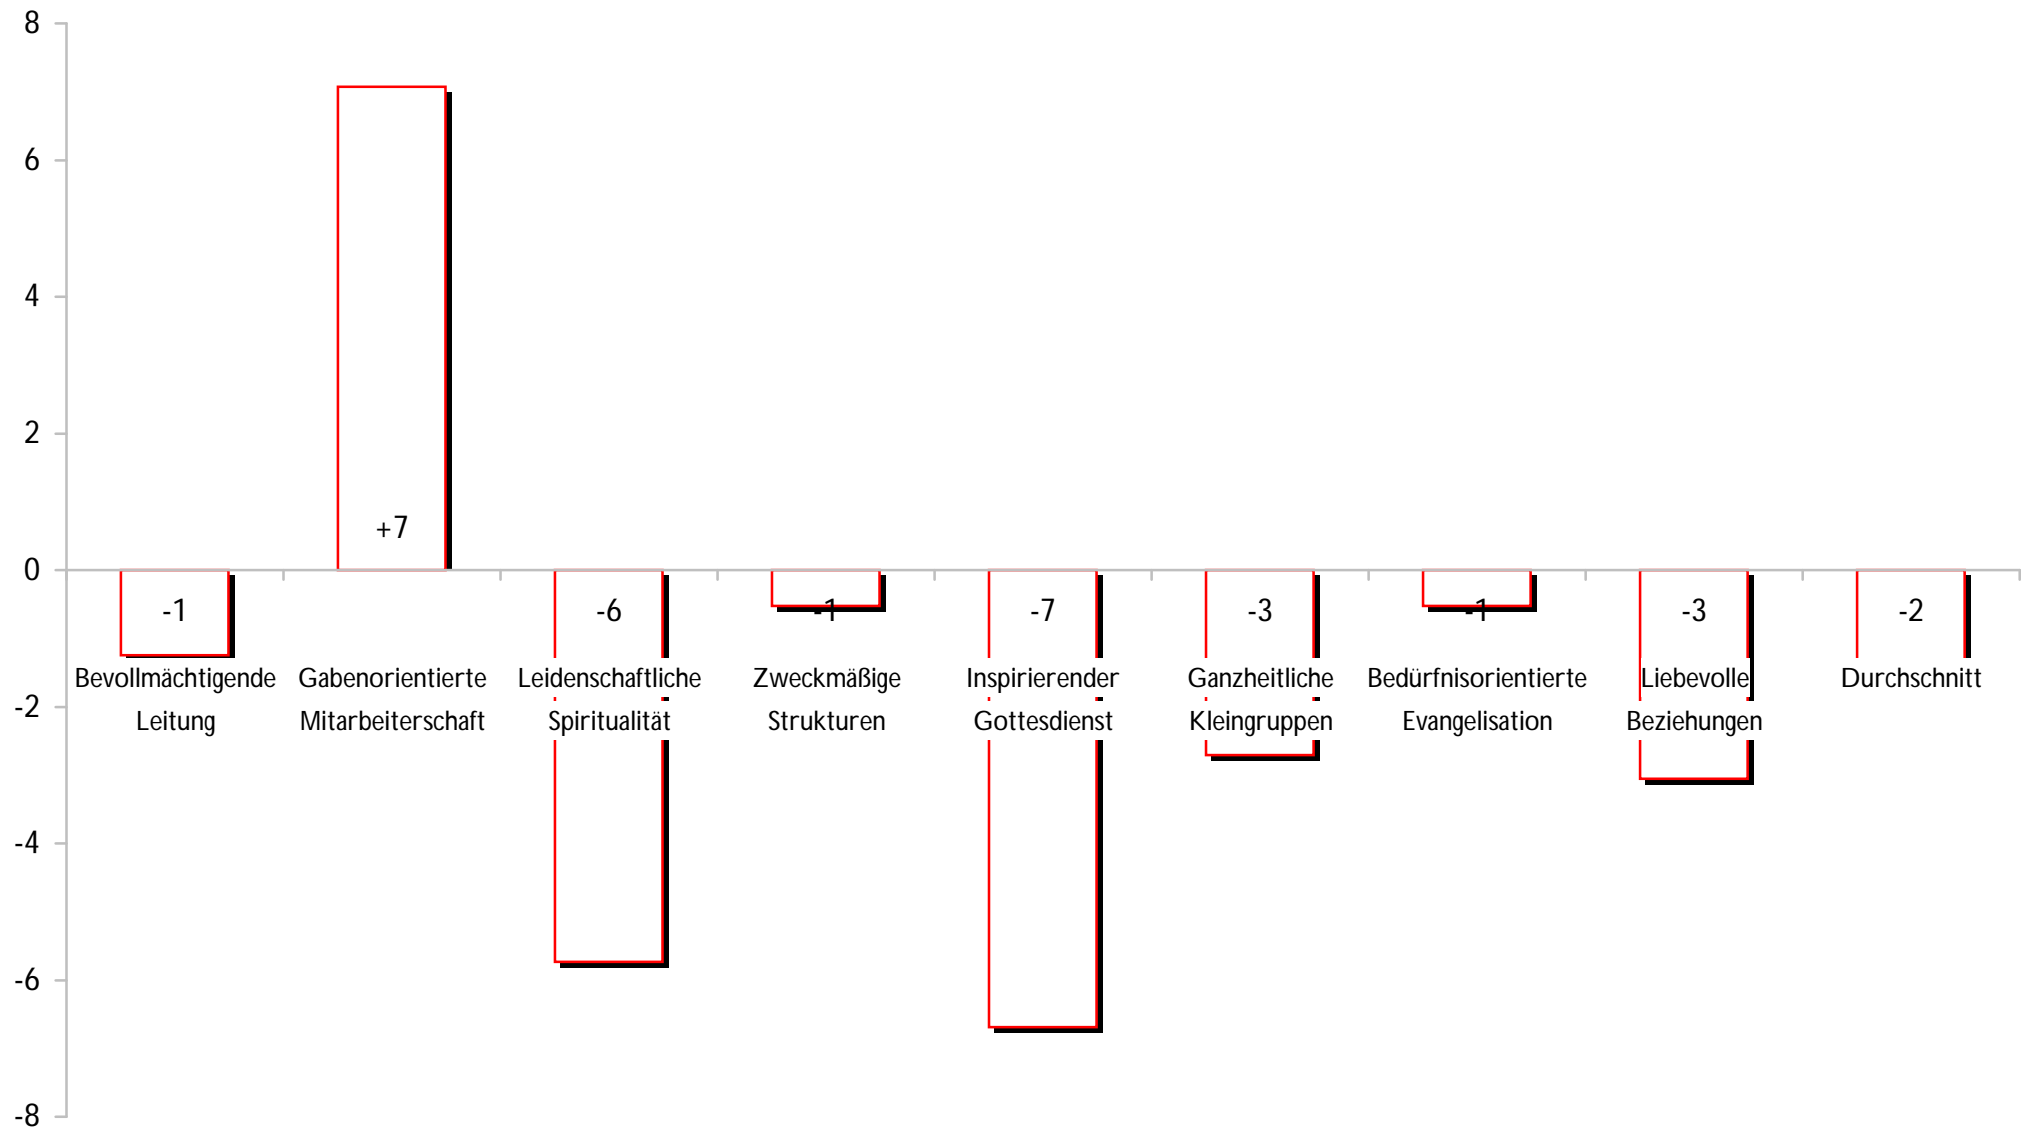 8
6
4
2
0
-2
-4
-6
-8
+7
-1
-6
-1
-7
-3
-1
-3
-2
Bevollmächtigende
Leitung
Gabenorientierte
Mitarbeiterschaft
Leidenschaftliche
Spiritualität
Zweckmäßige
Strukturen
Inspirierender
Gottesdienst
Ganzheitliche
Kleingruppen
Bedürfnisorientierte
Evangelisation
Liebevolle
Beziehungen
Durchschnitt